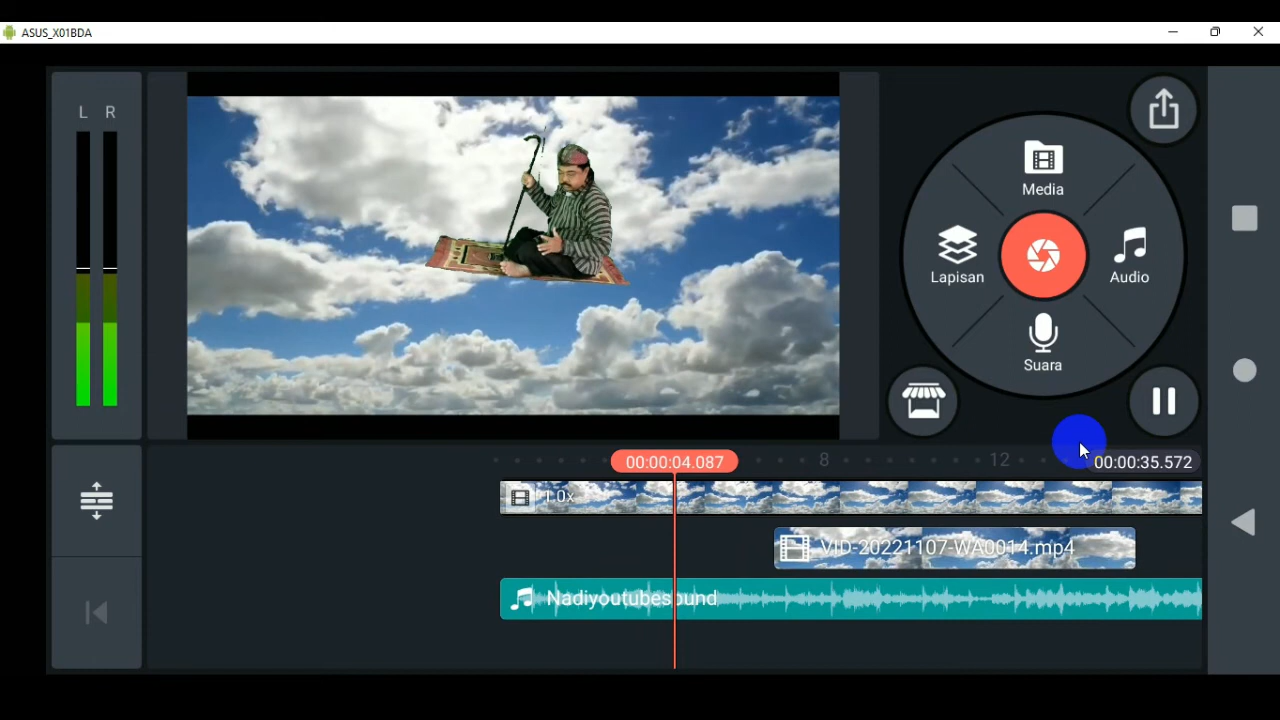 ASUS_X01BDA
L R
Media
Lapisan
Audio
Suara
00:00:04.087
8
12
00:00:35.572
1.0x
VID-20221107-WA0014.mp4
Nadiyoutubesound